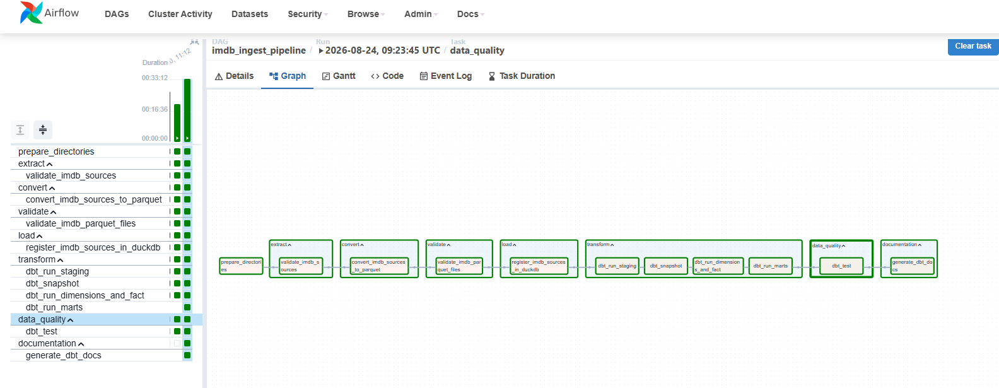 Airflow
DAGs Cluster Activity Datasets Security Browse Admin Docs
DAG Run Task
imdb_ingest_pipeline / 2026-08-24, 09:23:45 UTC / data_quality
Clear task
Details Graph Gantt Code Event Log Task Duration
11:12
Duration
00:33:12
00:16:36
00:00:00
prepare_directories
extract
validate_imdb_sources
convert
convert_imdb_sources_to_parquet
validate
validate_imdb_parquet_files
load
register_imdb_sources_in_duckdb
transform
dbt_run_staging
dbt_snapshot
dbt_run_dimensions_and_fact
dbt_run_marts
data_quality
dbt_test
documentation
generate_dbt_docs
prepare_directori
es
extract
validate_imdb_s
ources
convert
convert_imdb_sources
_to_parquet
validate
validate_imdb_par
quet_files
load
register_imdb_sources
_in_duckdb
transform
dbt_run_staging
dbt_snapshot
dbt_run_dimension
s_and_fact
dbt_run_marts
data_quality
dbt_test
documentation
generate_dbt_do
cs